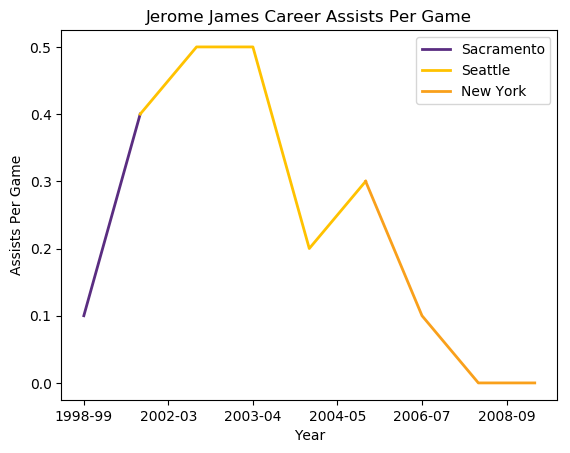 Jerome James Career Assists Per Game
Sacramento
Seattle
New York
0.5
0.4
0.3
0.2
0.1
0.0
Assists Per Game
1998-99 2002-03 2003-04 2004-05 2006-07 2008-09
Year